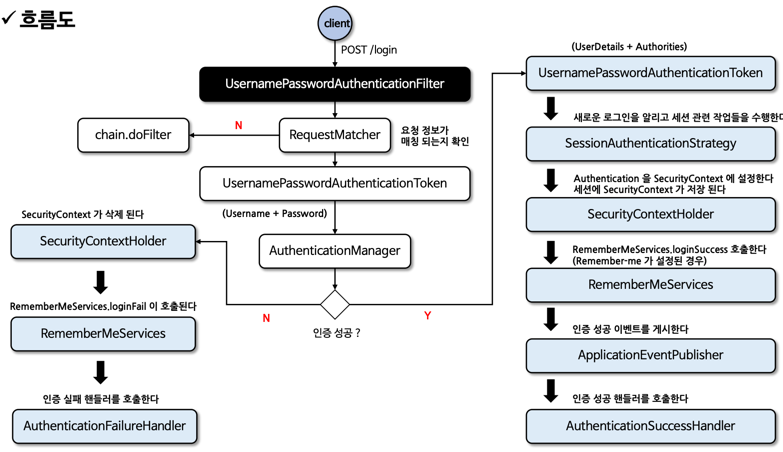 ✓ 흐름도
client
POST /login
UsernamePasswordAuthenticationFilter
N
chain.doFilter
RequestMatcher
요청 정보가
매칭 되는지 확인
UsernamePasswordAuthenticationToken
(Username + Password)
AuthenticationManager
N
Y
인증 성공 ?
SecurityContext 가 삭제 된다
SecurityContextHolder
RememberMeServices.loginFail 이 호출된다
RememberMeServices
인증 실패 핸들러를 호출한다
AuthenticationFailureHandler
(UserDetails + Authorities)
UsernamePasswordAuthenticationToken
새로운 로그인을 알리고 세션 관련 작업들을 수행한다
SessionAuthenticationStrategy
Authentication 을 SecurityContext 에 설정한다
세션에 SecurityContext 가 저장 된다
SecurityContextHolder
RememberMeServices.loginSuccess 호출한다
(Remember-me 가 설정된 경우)
RememberMeServices
인증 성공 이벤트를 게시한다
ApplicationEventPublisher
인증 성공 핸들러를 호출한다
AuthenticationSuccessHandler